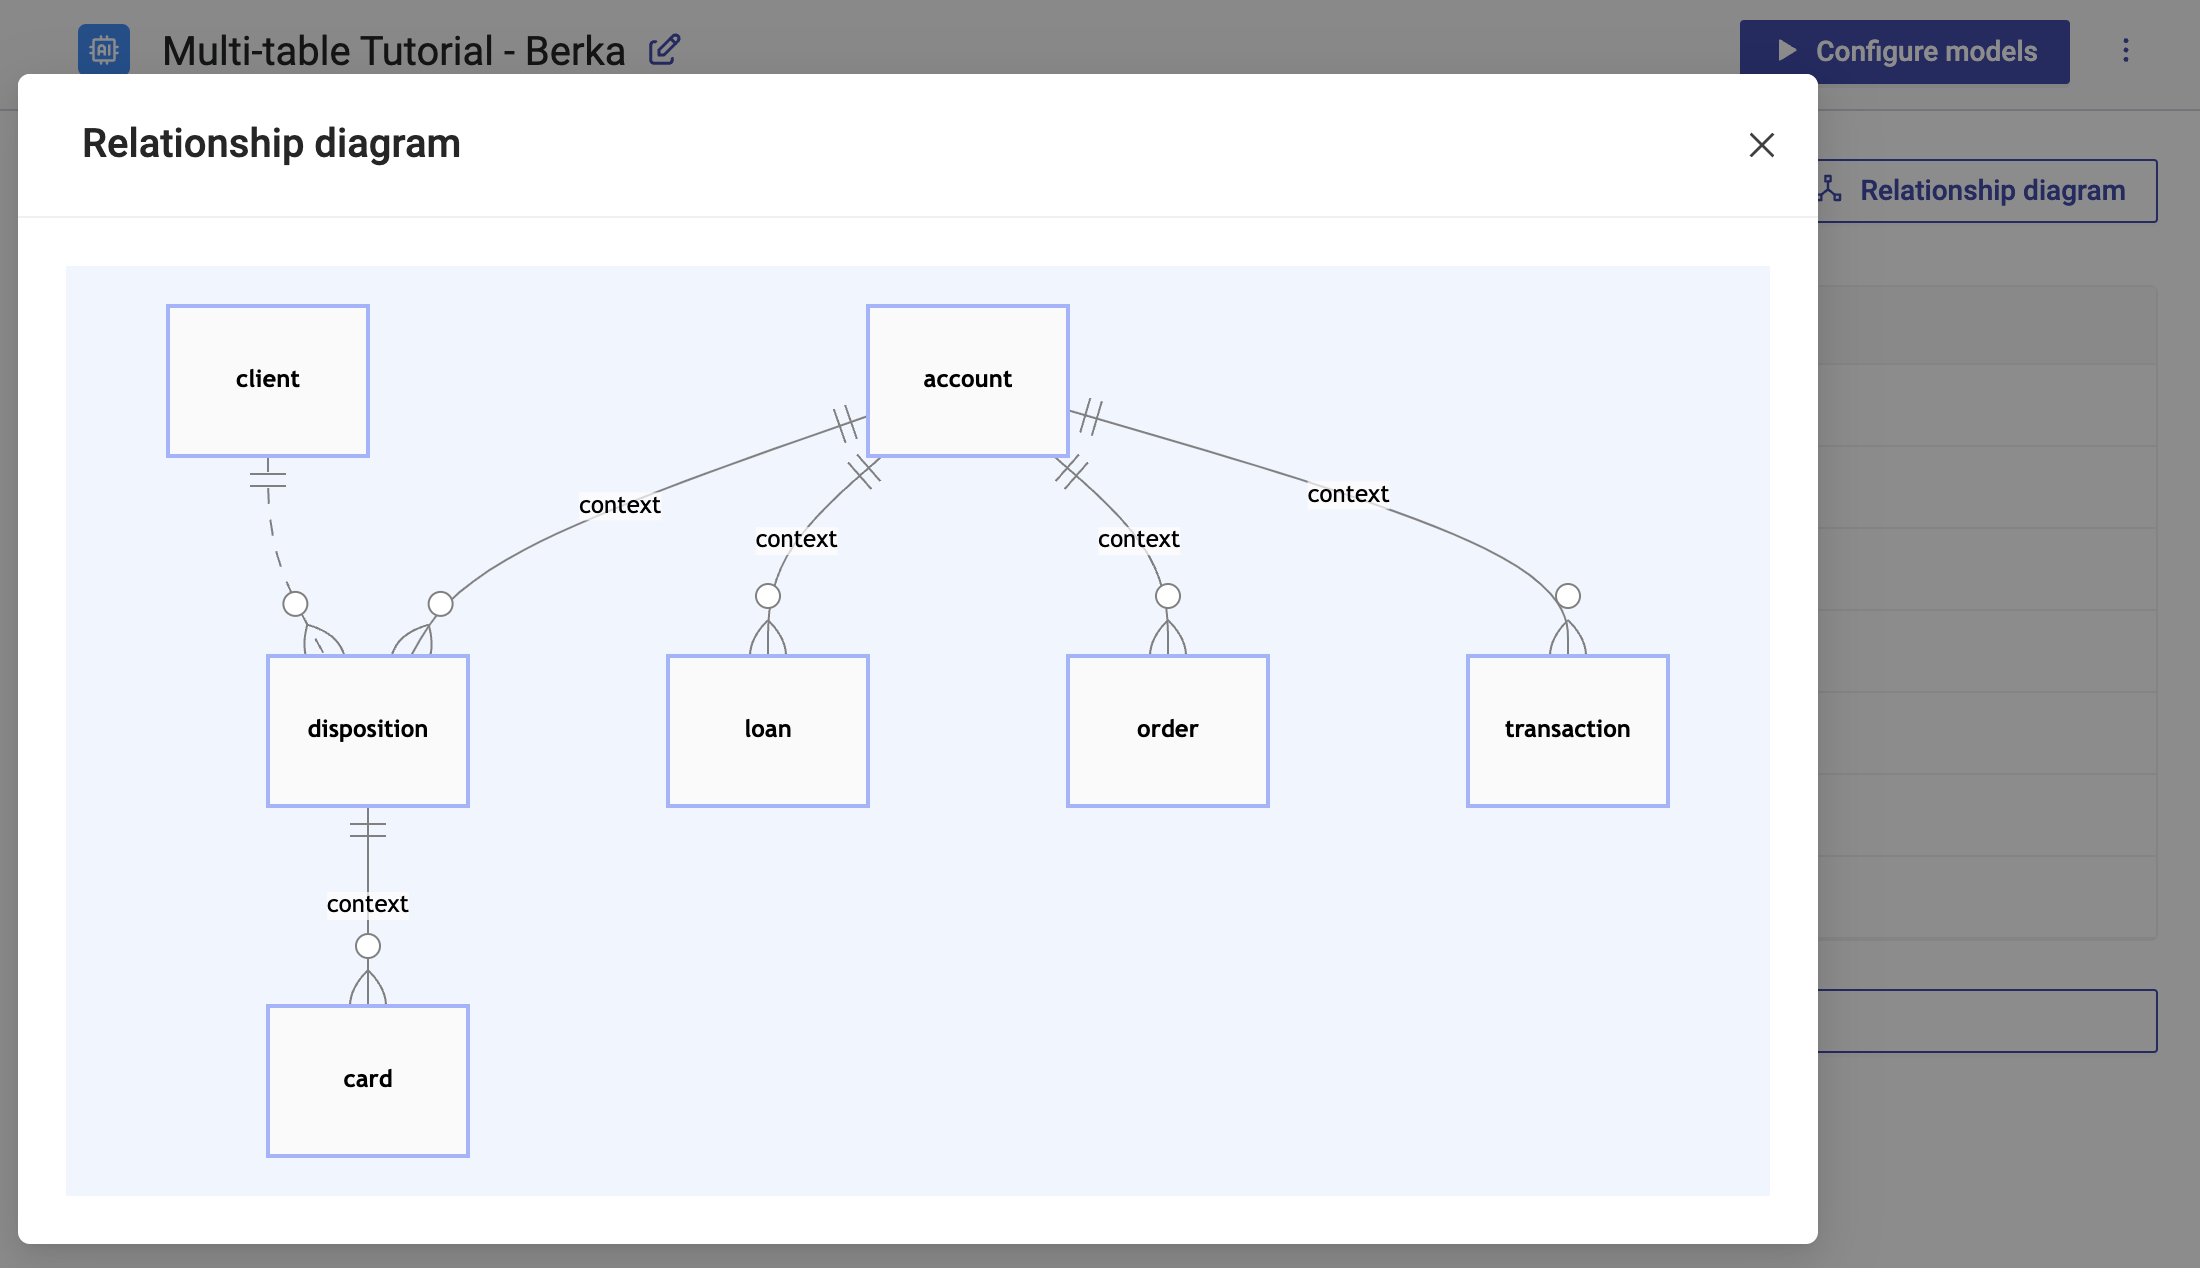 Multi-table Tutorial - Berka
Configure models
Relationship diagram
Relationship diagram
client
account
context
context
context
context
disposition
loan
order
transaction
context
card